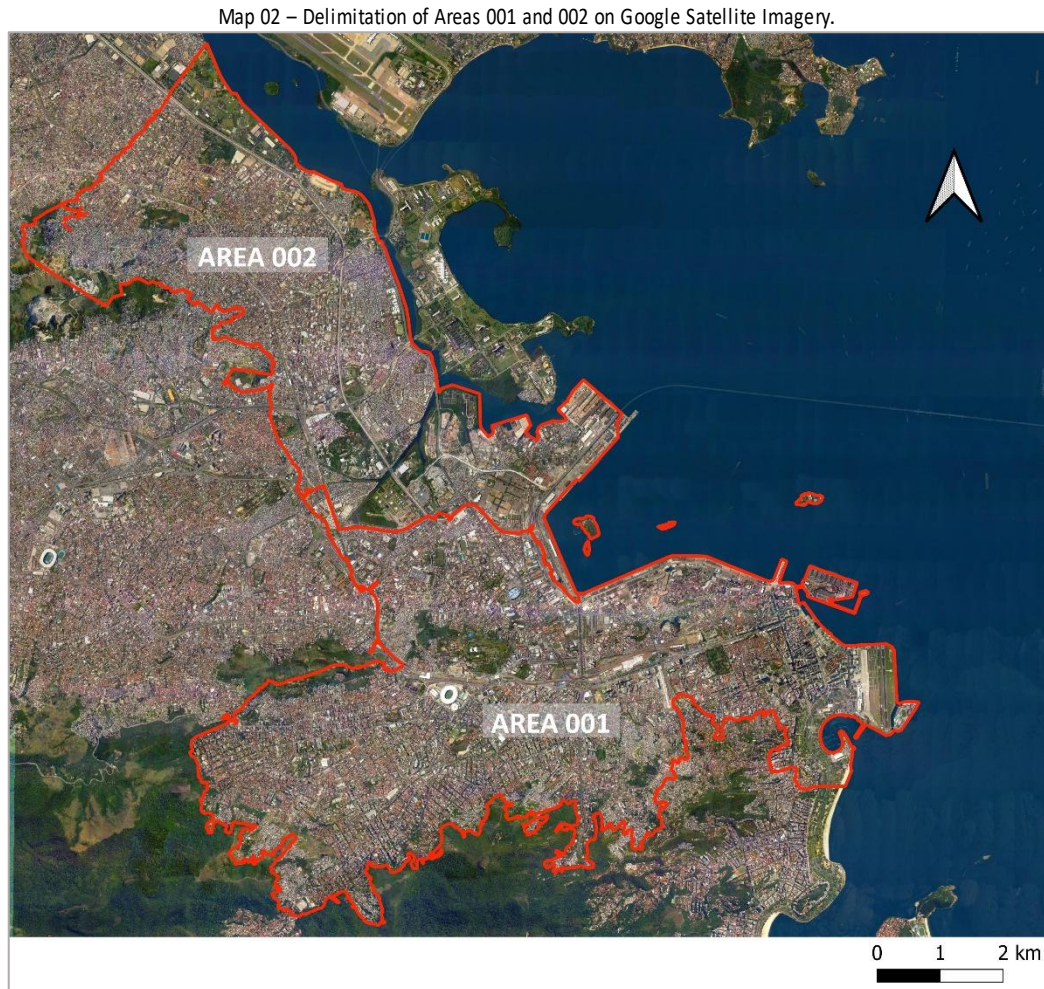 Map 02 – Delimitation of Areas 001 and 002 on Google Satellite Imagery.
AREA 002
AREA 001
0 1 2 km